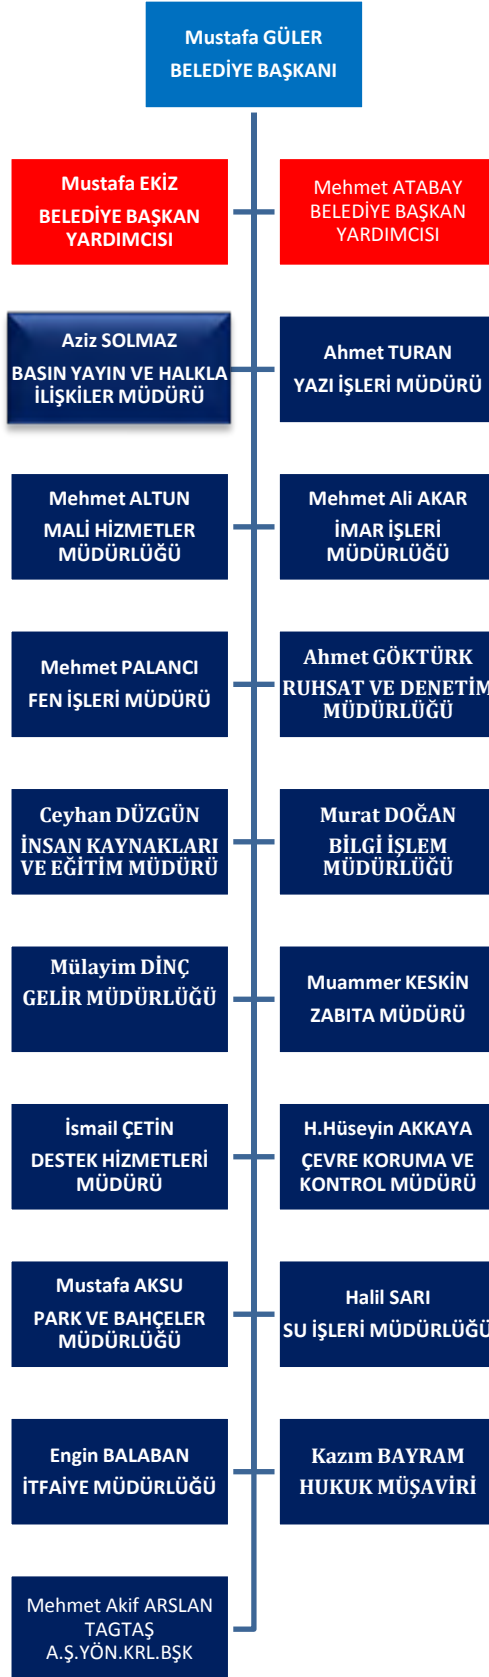 Mustafa GÜLER
BELEDİYE BAŞKANI
Mustafa EKİZ
BELEDİYE BAŞKAN
YARDIMCISI
Mehmet ATABAY
BELEDİYE BAŞKAN
YARDIMCISI
Aziz SOLMAZ
BASIN YAYIN VE HALKLA
İLİŞKİLER MÜDÜRÜ
Ahmet TURAN
YAZI İŞLERİ MÜDÜRÜ
Mehmet ALTUN
MALİ HİZMETLER
MÜDÜRLÜĞÜ
Mehmet Ali AKAR
İMAR İŞLERİ
MÜDÜRLÜĞÜ
Mehmet PALANCI
FEN İŞLERİ MÜDÜRÜ
Ahmet GÖKTÜRK
RUHSAT VE DENETİM
MÜDÜRLÜĞÜ
Ceyhan DÜZGÜN
İNSAN KAYNAKLARI
VE EĞİTİM MÜDÜRÜ
Murat DOĞAN
BİLGİ İŞLEM
MÜDÜRLÜĞÜ
Mülayim DİNÇ
GELİR MÜDÜRLÜĞÜ
Muammer KESKİN
ZABITA MÜDÜRÜ
İsmail ÇETİN
DESTEK HİZMETLERİ
MÜDÜRÜ
H.Hüseyin AKKAYA
ÇEVRE KORUMA VE
KONTROL MÜDÜRÜ
Mustafa AKSU
PARK VE BAHÇELER
MÜDÜRLÜĞÜ
Halil SARI
SU İŞLERİ MÜDÜRLÜĞÜ
Engin BALABAN
İTFAİYE MÜDÜRLÜĞÜ
Kazım BAYRAM
HUKUK MÜŞAVİRİ
Mehmet Akif ARSLAN
TAGTAŞ
A.Ş.YÖN.KRL.BŞK